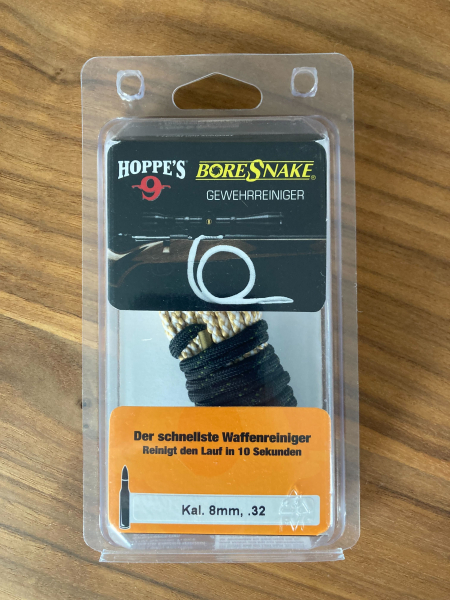 HOPPE'S
9
BORESNAKE®
GEWEHRREINIGER
Der schnellste Waffenreiniger
Reinigt den Lauf in 10 Sekunden
Kal. 8mm, .32